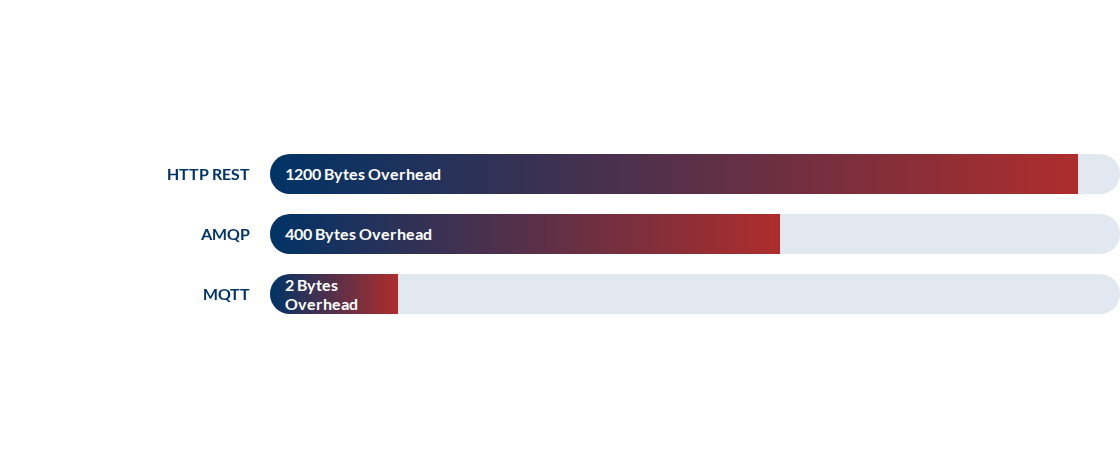 HTTP REST 1200 Bytes Overhead
AMQP 400 Bytes Overhead
MQTT 2 Bytes
Overhead